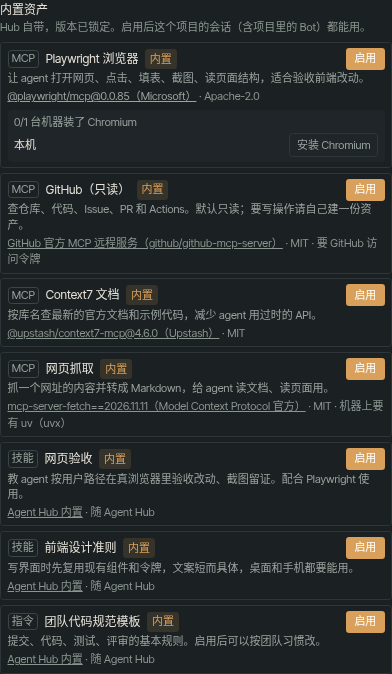 内置资产
Hub 自带，版本已锁定。启用后这个项目的会话（含项目里的 Bot）都能用。
MCP Playwright 浏览器 内置 启用
让 agent 打开网页、点击、填表、截图、读页面结构，适合验收前端改动。
@playwright/mcp@0.0.85（Microsoft） · Apache-2.0
0/1 台机器装了 Chromium
本机 安装 Chromium
MCP GitHub（只读） 内置 启用
查仓库、代码、Issue、PR 和 Actions。默认只读；要写操作请自己建一份资
产。
GitHub 官方 MCP 远程服务（github/github-mcp-server） · MIT · 要 GitHub 访
问令牌
MCP Context7 文档 内置 启用
按库名查最新的官方文档和示例代码，减少 agent 用过时的 API。
@upstash/context7-mcp@4.6.0（Upstash） · MIT
MCP 网页抓取 内置 启用
抓一个网址的内容并转成 Markdown，给 agent 读文档、读页面用。
mcp-server-fetch==2026.11.11（Model Context Protocol 官方） · MIT · 机器上要
有 uv（uvx）
技能 网页验收 内置 启用
教 agent 按用户路径在真浏览器里验收改动、截图留证。配合 Playwright 使
用。
Agent Hub 内置 · 随 Agent Hub
技能 前端设计准则 内置 启用
写界面时先复用现有组件和令牌，文案短而具体，桌面和手机都要能用。
Agent Hub 内置 · 随 Agent Hub
指令 团队代码规范模板 内置 启用
提交、代码、测试、评审的基本规则。启用后可以按团队习惯改。
Agent Hub 内置 · 随 Agent Hub